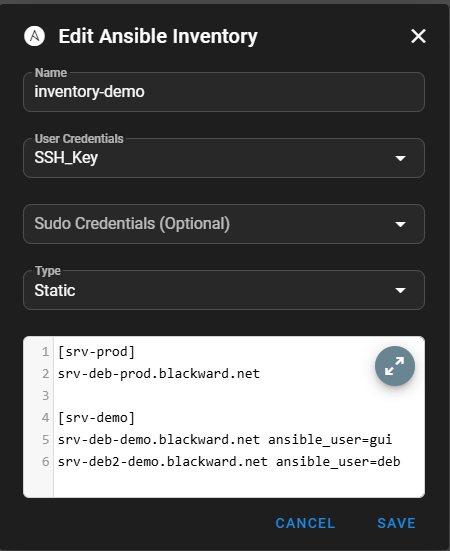 Edit Ansible Inventory
Name
inventory-demo
User Credentials
SSH_Key
Sudo Credentials (Optional)
Type
Static
1 [srv-prod]
2 srv-deb-prod.blackward.net
3
4 [srv-demo]
5 srv-deb-demo.blackward.net ansible_user=gui
6 srv-deb2-demo.blackward.net ansible_user=deb
CANCEL SAVE